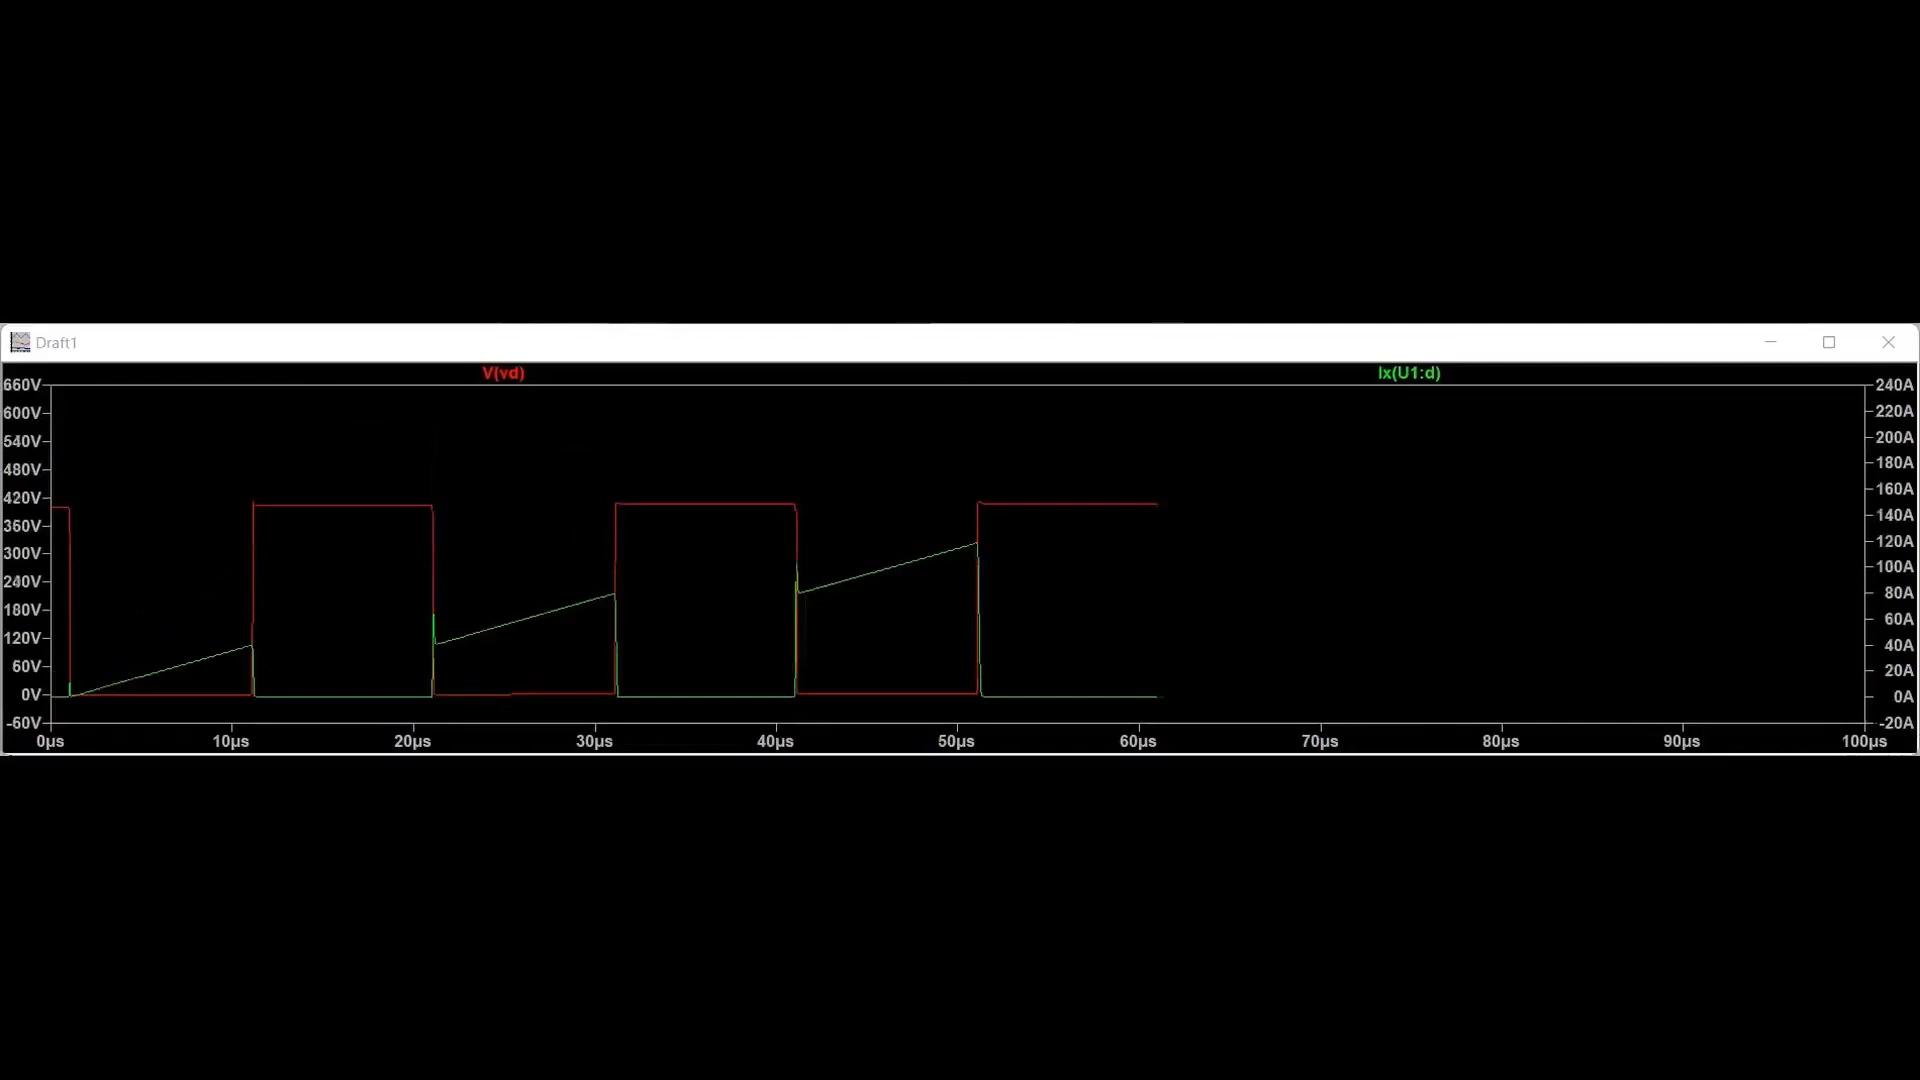 Draft1
V(vd)
Ix(U1:d)
660V
600V
540V
480V
420V
360V
300V
240V
180V
120V
60V
0V
-60V
240A
220A
200A
180A
160A
140A
120A
100A
80A
60A
40A
20A
0A
-20A
0µs 10µs 20µs 30µs 40µs 50µs 60µs 70µs 80µs 90µs 100µs